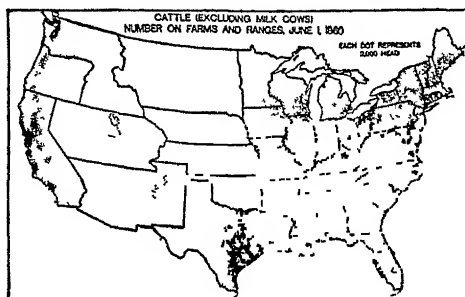 CATTLE (EXCLUDING MILK COWS)
NUMBER ON FARMS AND RANGES, JUNE 1, 1860
EACH DOT REPRESENTS
2,000 HEAD